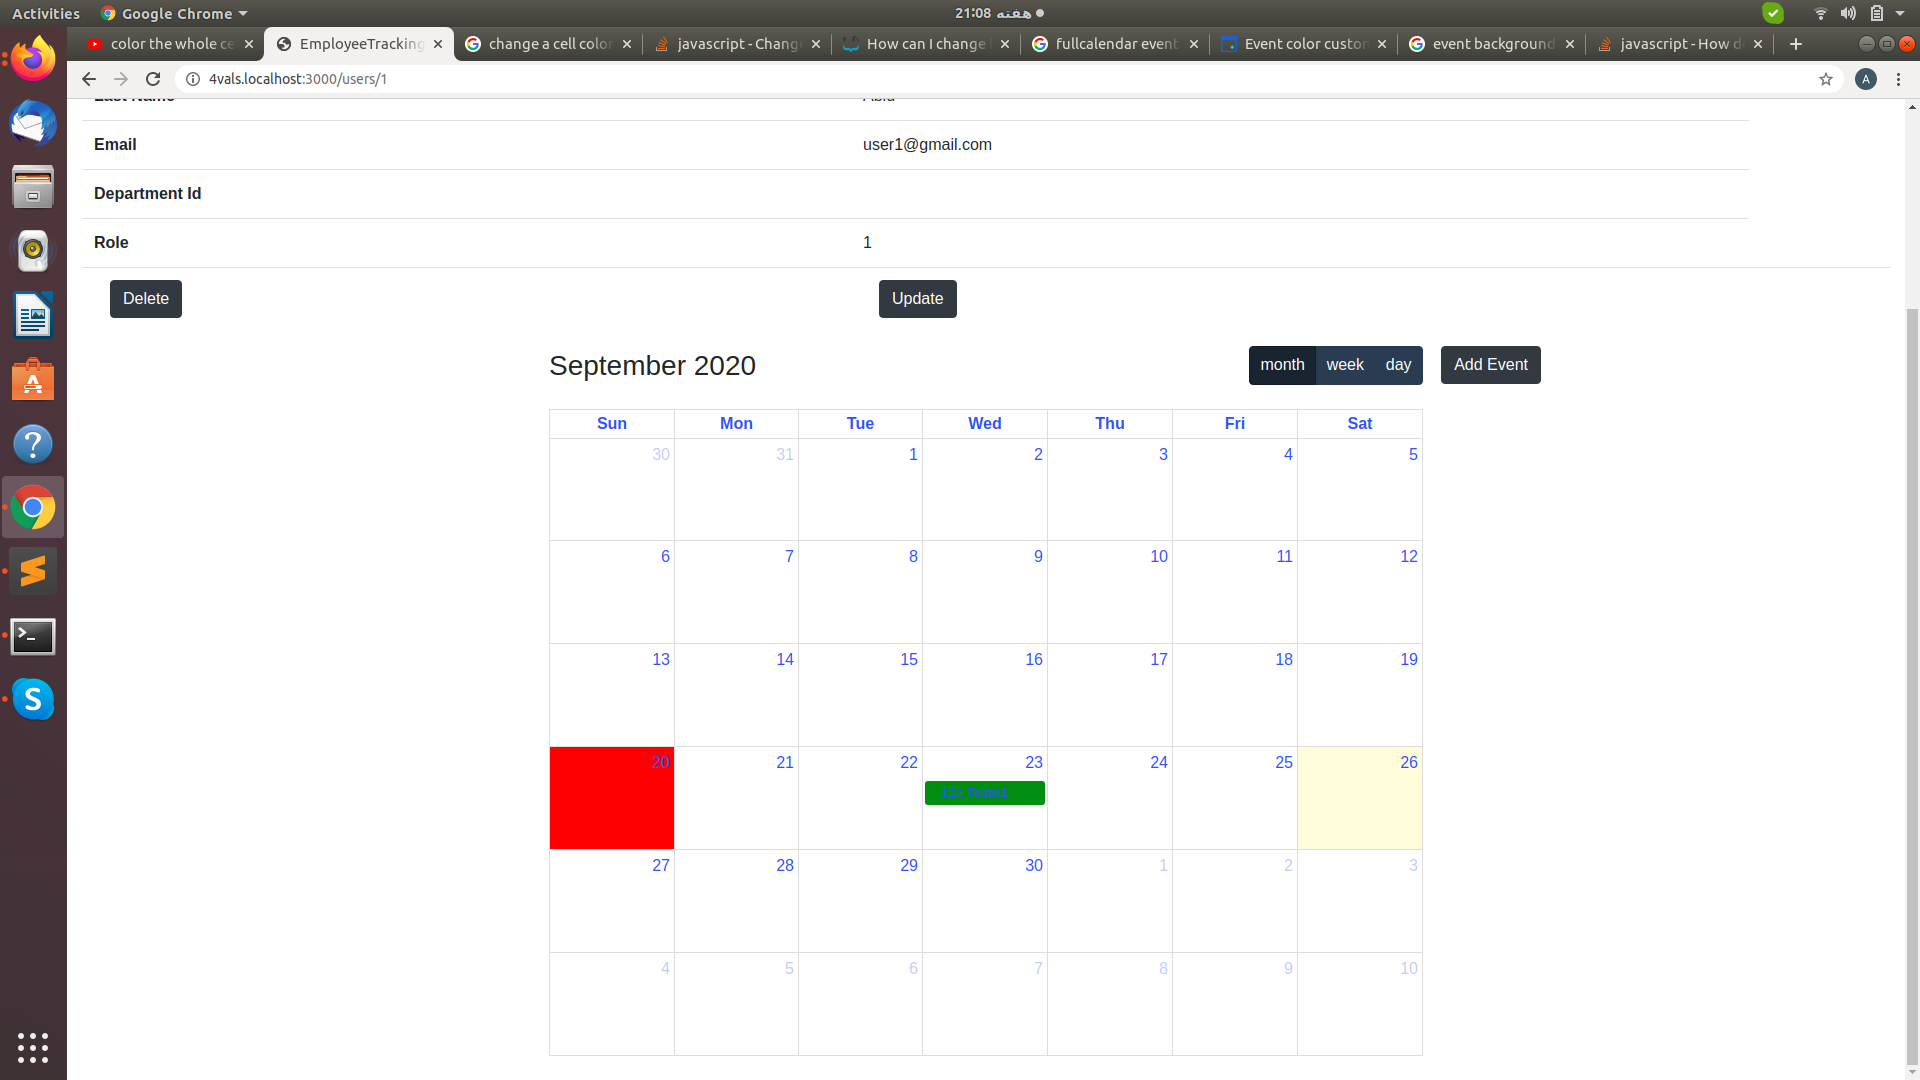 Activities Google Chrome 21:08 هفته
color the whole ce EmployeeTracking change a cell color javascript - Chang How can I change fullcalendar event Event color custom event background javascript - How d
4vals.localhost:3000/users/1 A
Last Name
Email user1@gmail.com
Department Id
Role 1
Delete Update
September 2020 month week day Add Event
Sun Mon Tue Wed Thu Fri Sat
30 31 1 2 3 4 5
6 7 8 9 10 11 12
13 14 15 16 17 18 19
20 21 22 23 24 25 26
12a Teste1
27 28 29 30 1 2 3
4 5 6 7 8 9 10